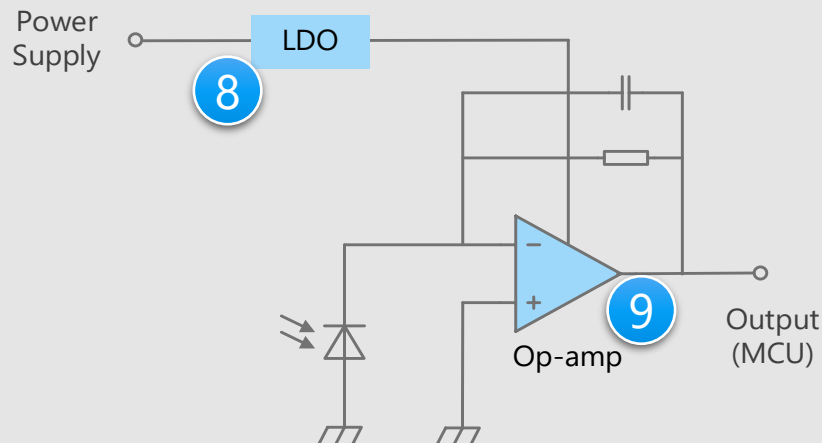 Power
Supply
LDO
8
−
+
9
Op-amp
Output
(MCU)